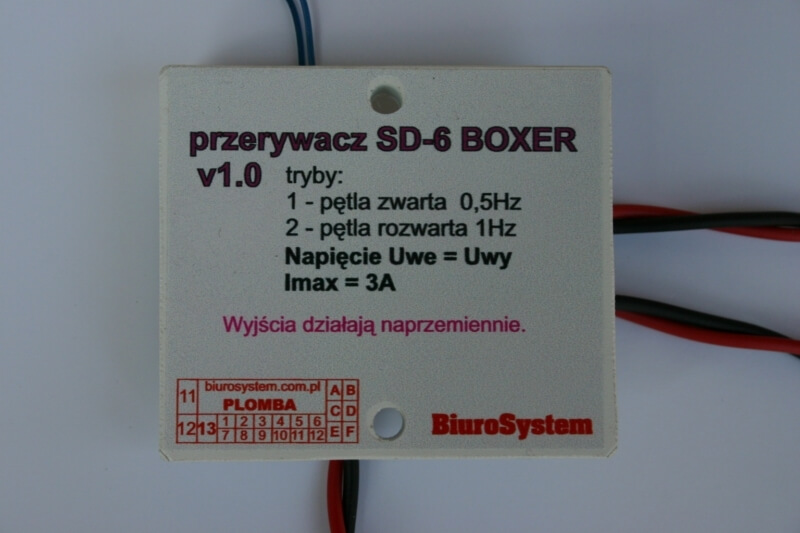 przerywacz SD-6 BOXER
v1.0 tryby:
1 - pętla zwarta 0,5Hz
2 - pętla rozwarta 1Hz
Napięcie Uwe = Uwy
Imax = 3A
Wyjścia działają naprzemiennie.
11 biurosystem.com.pl A B
PLOMBA C D
12 13 1 2 3 4 5 6 E F
7 8 9 10 11 12
BiuroSystem